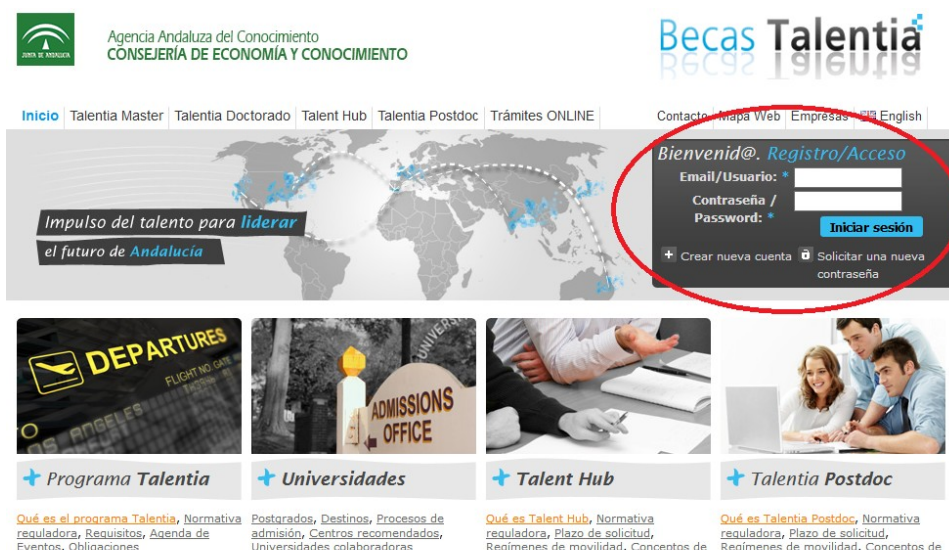 JUNTA DE ANDALUCIA
Agencia Andaluza del Conocimiento
CONSEJERÍA DE ECONOMÍA Y CONOCIMIENTO
Becas Talentia
Inicio Talentia Master Talentia Doctorado Talent Hub Talentia Postdoc Trámites ONLINE Contacto Mapa Web Empresas English
Bienvenid@. Registro/Acceso
Email/Usuario: *
Contraseña /
Password: *
Iniciar sesión
Crear nueva cuenta Solicitar una nueva
contraseña
Impulso del talento para liderar
el futuro de Andalucía
DEPARTURES
FLIGHT NO GATE
ANGELES
UNIVERS
ADMISSIONS
OFFICE
Programa Talentia
Universidades
Talent Hub
Talentia Postdoc
Qué es el programa Talentia, Normativa
reguladora, Requisitos, Agenda de
Eventos, Obligaciones
Postgrados, Destinos, Procesos de
admisión, Centros recomendados,
Universidades colaboradoras
Qué es Talent Hub, Normativa
reguladora, Plazo de solicitud,
Regímenes de movilidad, Conceptos de
Qué es Talentia Postdoc, Normativa
reguladora, Plazo de solicitud,
Regímenes de movilidad, Conceptos de